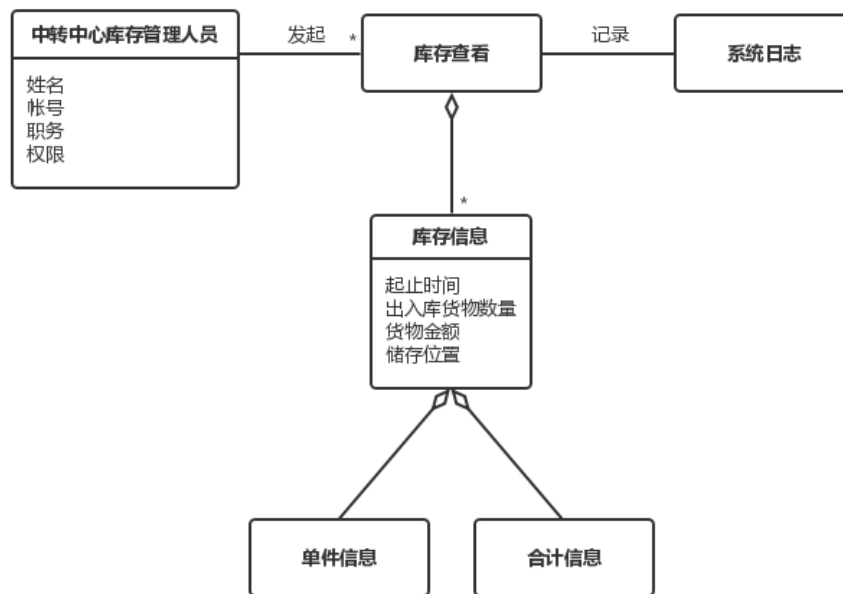 中转中心库存管理人员
姓名
帐号
职务
权限
发起
*
库存查看
记录
系统日志
*
库存信息
起止时间
出入库货物数量
货物金额
储存位置
单件信息
合计信息